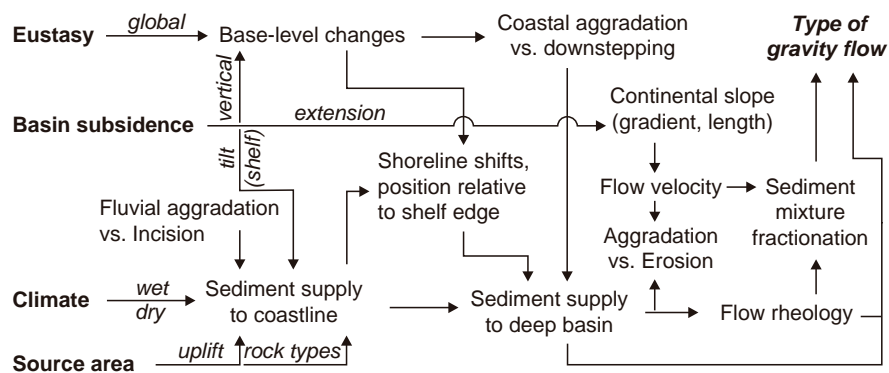 Eustasy
global
Base-level changes
Coastal aggradation
vs. downstepping
Type of
gravity flow
vertical
Basin subsidence
extension
Continental slope
(gradient, length)
tilt
(shelf)
Shoreline shifts,
position relative
to shelf edge
Flow velocity
Sediment
mixture
fractionation
Fluvial aggradation
vs. Incision
Aggradation
vs. Erosion
Climate
wet
dry
Sediment supply
to coastline
Sediment supply
to deep basin
Flow rheology
Source area
uplift
rock types